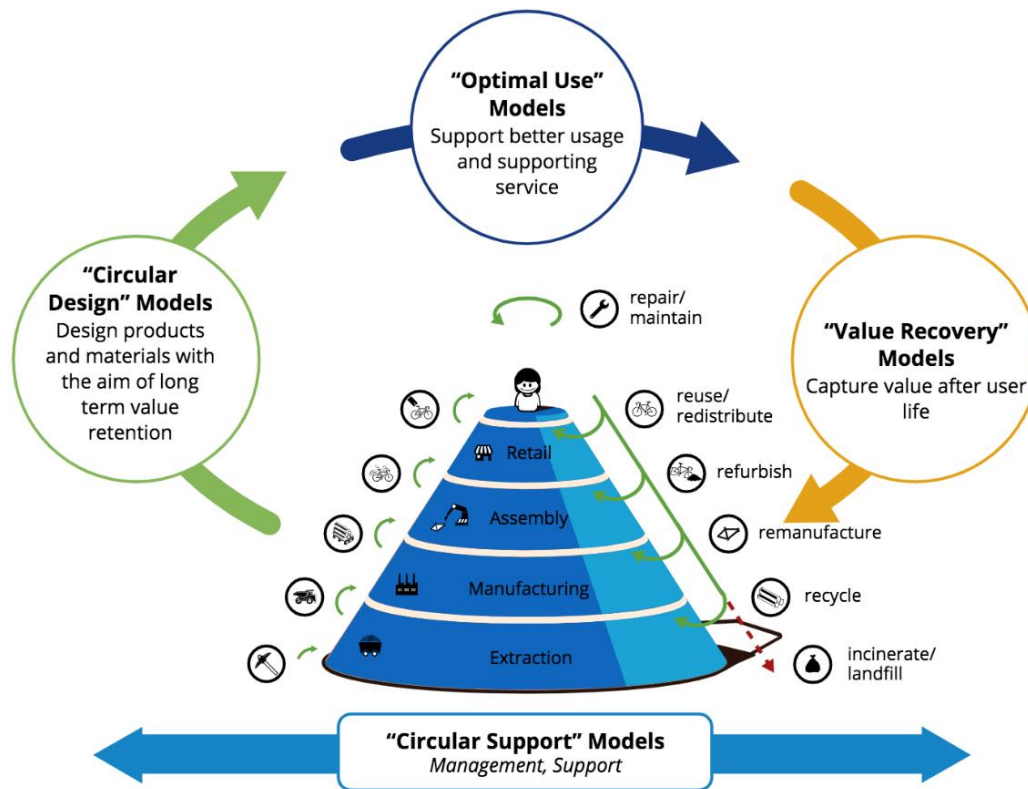 “Optimal Use”
Models
Support better usage
and supporting
service
“Circular
Design” Models
Design products
and materials with
the aim of long
term value
retention
“Value Recovery”
Models
Capture value after user
life
repair/
maintain
reuse/
redistribute
refurbish
remanufacture
recycle
incinerate/
landfill
Retail
Assembly
Manufacturing
Extraction
“Circular Support” Models
Management, Support